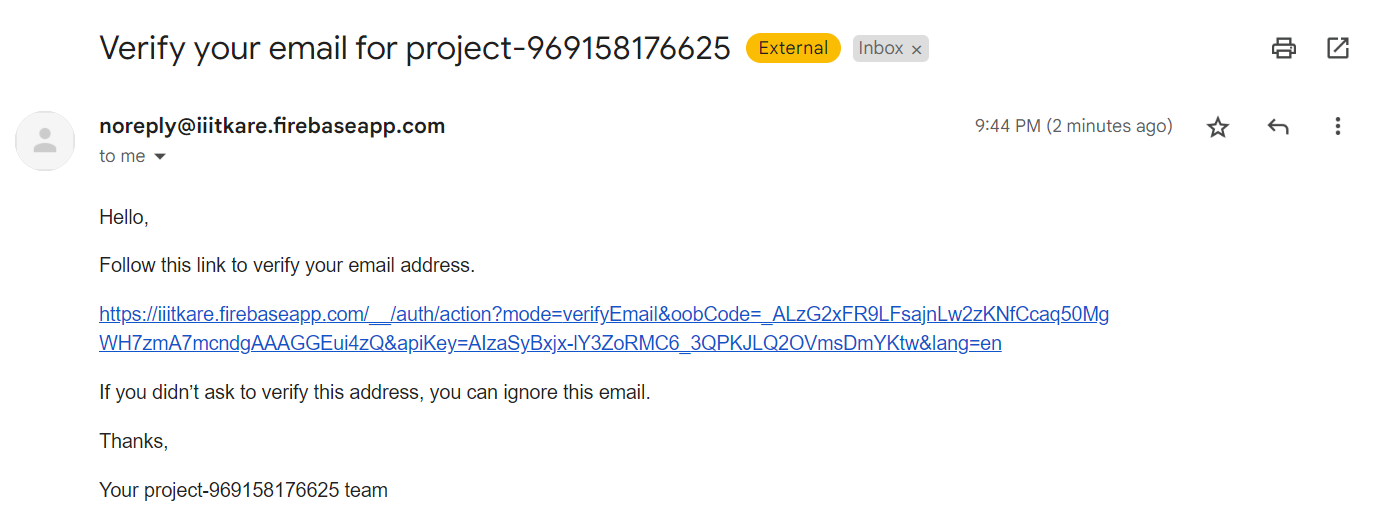 Verify your email for project-969158176625 External Inbox ×
noreply@iiitkare.firebaseapp.com 9:44 PM (2 minutes ago)
to me
Hello,
Follow this link to verify your email address.
https://iiitkare.firebaseapp.com/__/auth/action?mode=verifyEmail&oobCode=_ALzG2xFR9LFsajnLw2zKNfCcaq50Mg
WH7zmA7mcndgAAAGGEui4zQ&apiKey=AIzaSyBxjx-lY3ZoRMC6_3QPKJLQ2OVmsDmYKtw&lang=en
If you didn’t ask to verify this address, you can ignore this email.
Thanks,
Your project-969158176625 team